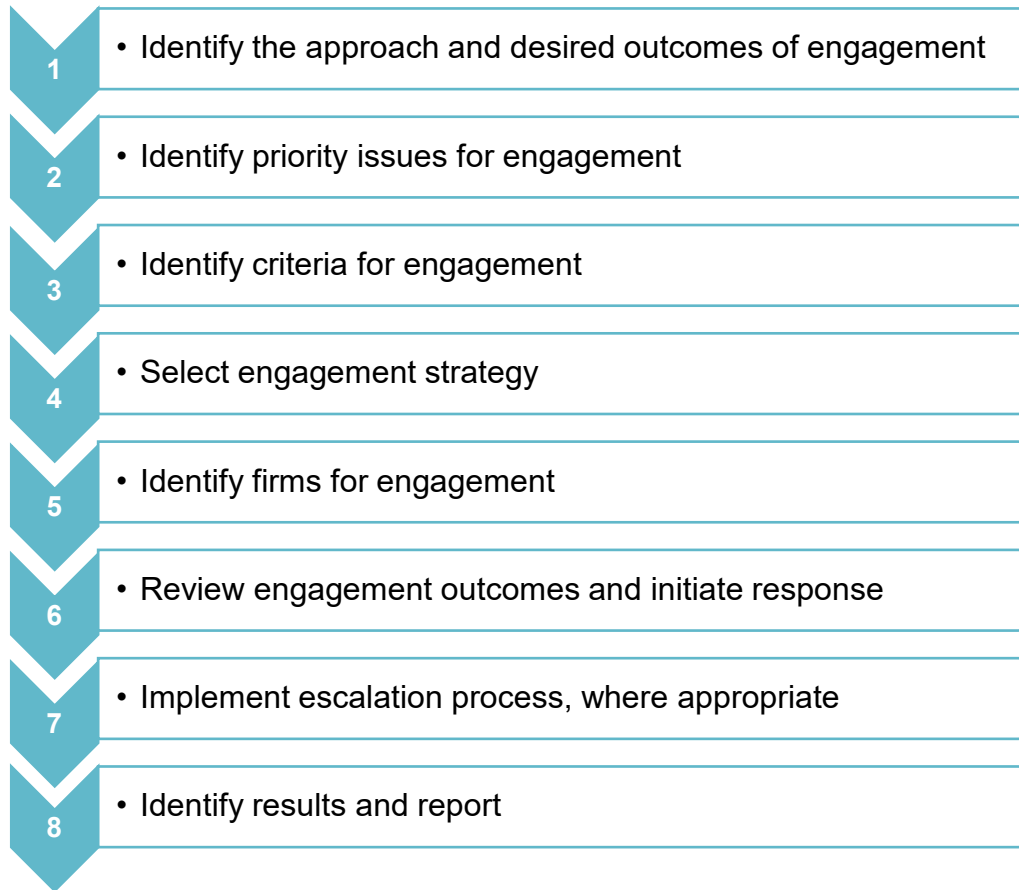 1
• Identify the approach and desired outcomes of engagement
2
• Identify priority issues for engagement
3
• Identify criteria for engagement
4
• Select engagement strategy
5
• Identify firms for engagement
6
• Review engagement outcomes and initiate response
7
• Implement escalation process, where appropriate
8
• Identify results and report